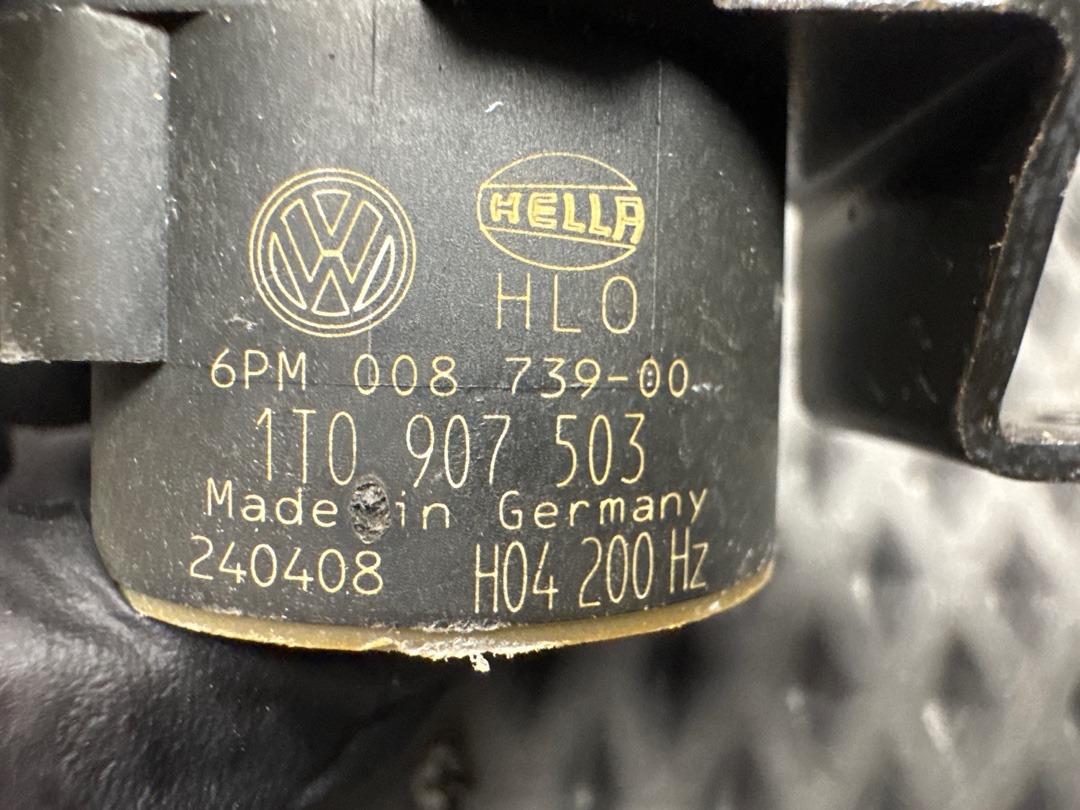 HELLA
HLO
6PM 008 739-00
1T0 907 503
Made in Germany
240408 H04 200 Hz